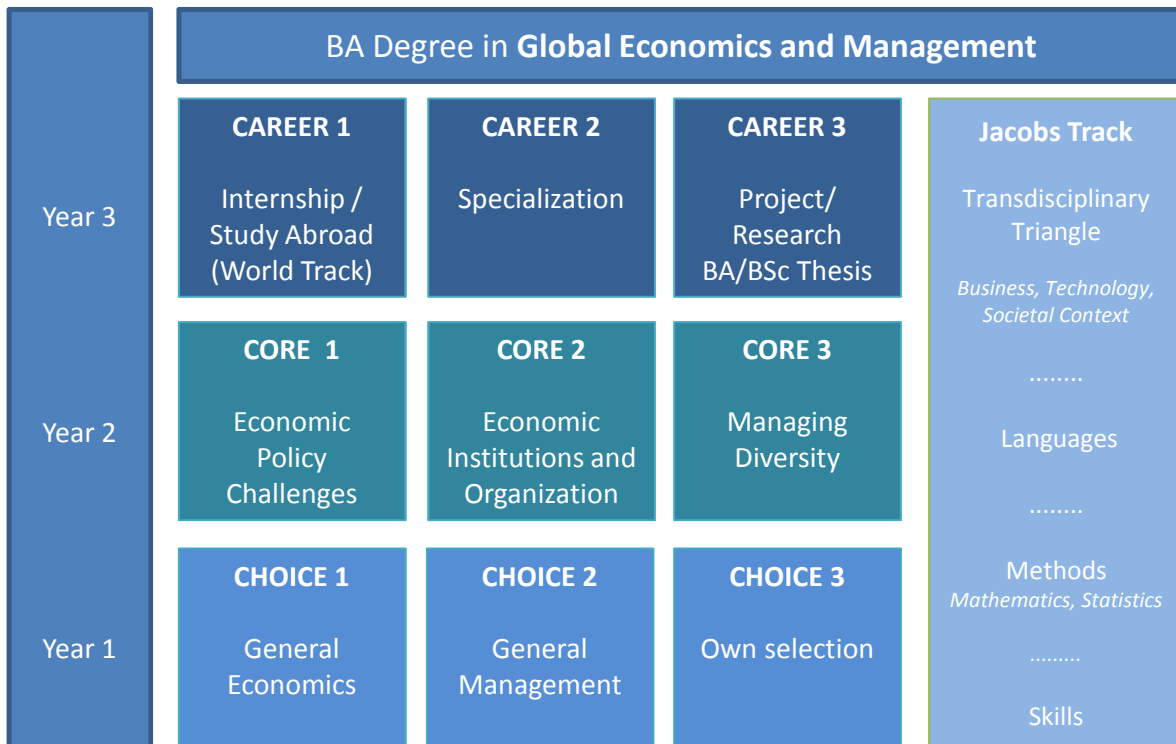 BA Degree in Global Economics and Management
Year 3
CAREER 1
Internship /
Study Abroad
(World Track)
CAREER 2
Specialization
CAREER 3
Project/
Research
BA/BSc Thesis
Year 2
CORE  1
Economic
Policy
Challenges
CORE 2
Economic
Institutions and
Organization
CORE 3
Managing
Diversity
Year 1
CHOICE 1
General
Economics
CHOICE 2
General
Management
CHOICE 3
Own selection
Jacobs Track
Transdisciplinary
Triangle
Business, Technology,
Societal Context
........
Languages
........
Methods
Mathematics, Statistics
.........
Skills